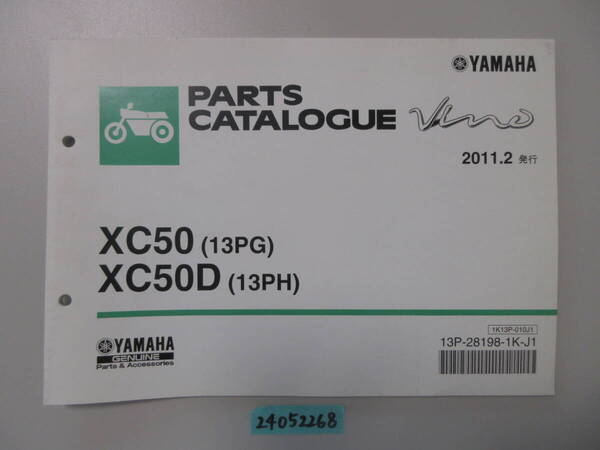 YAMAHA
PARTS
CATALOGUE Vino
2011.2 発行
XC50 (13PG)
XC50D (13PH)
1K13P-010J1
13P-28198-1K-J1
YAMAHA
GENUINE
Parts & Accessories
24052268